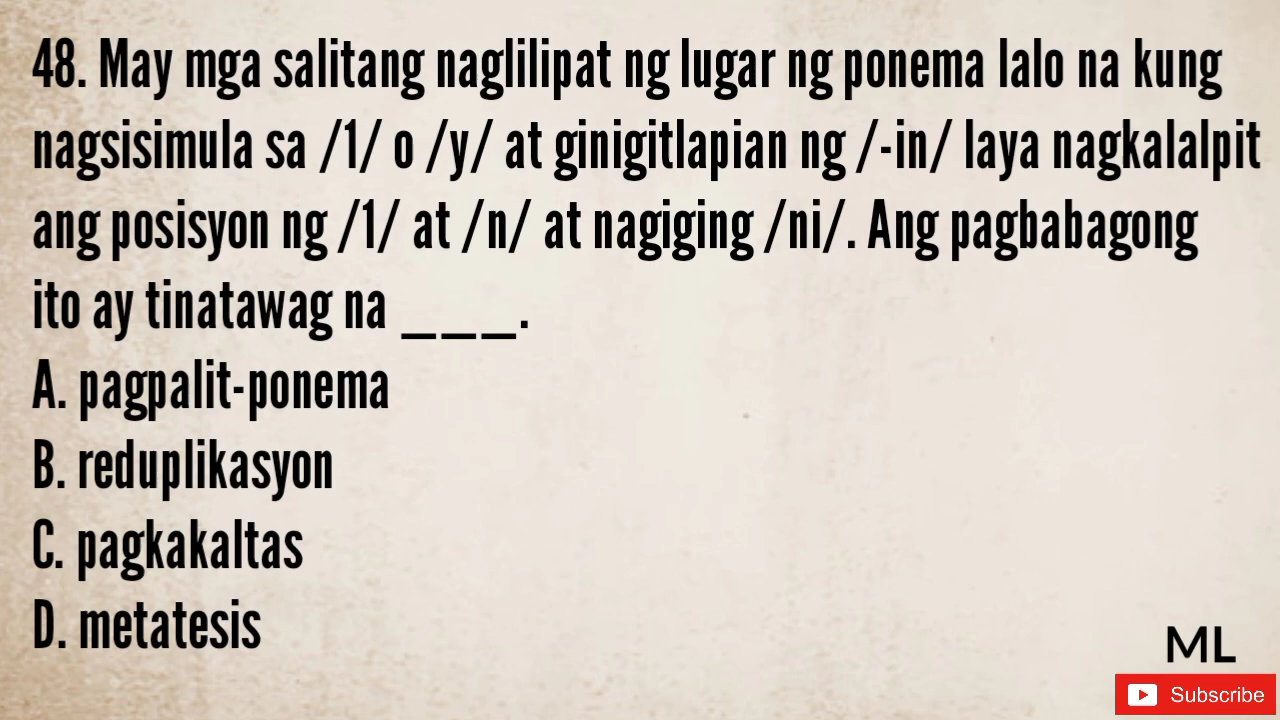 48. May mga salitang naglilipat ng lugar ng ponema lalo na kung
nagsisimula sa /1/ o /y/ at ginigitlapian ng /-in/ laya nagkalalpit
ang posisyon ng /1/ at /n/ at nagiging /ni/. Ang pagbabagong
ito ay tinatawag na ___.
A. pagpalit-ponema
B. reduplikasyon
C. pagkakaltas
D. metatesis
ML
Subscribe